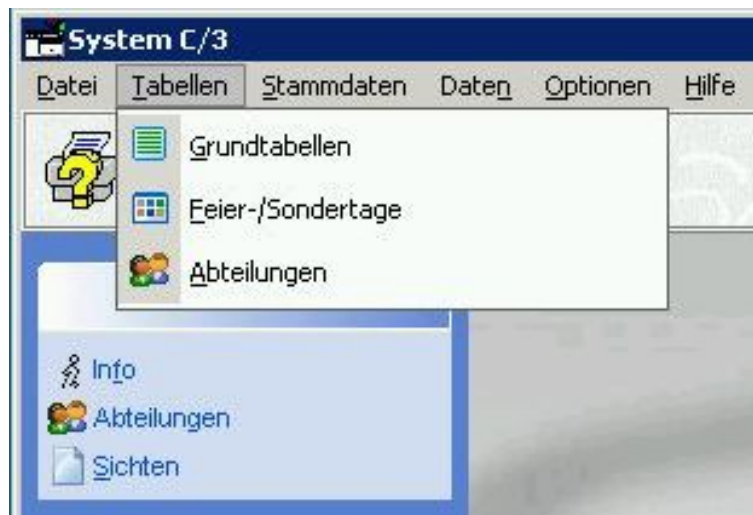 System C/3
Datei Tabellen Stammdaten Daten Optionen Hilfe
Grundtabellen
Feier-/Sondertage
Abteilungen
Info
Abteilungen
Sichten